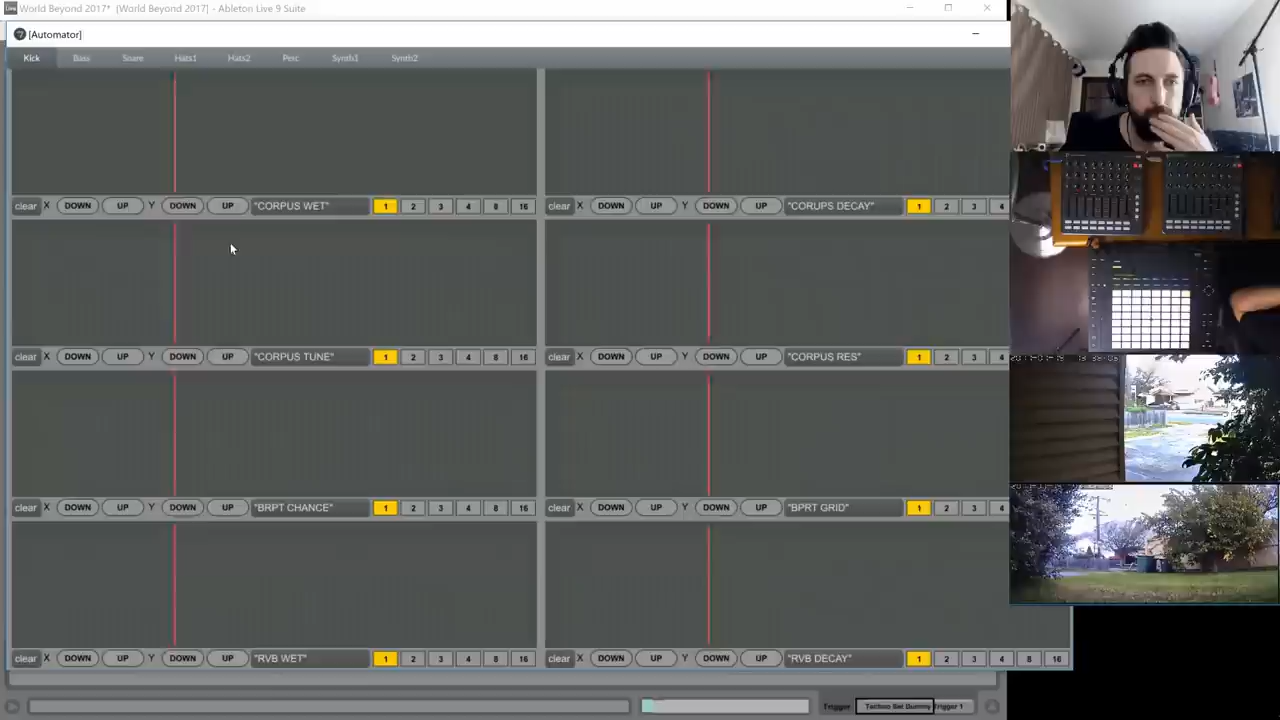 World Beyond 2017* [World Beyond 2017] - Ableton Live 9 Suite
[Automator]
Kick Bass Snare Hats1 Hats2 Perc Synth1 Synth2
clear X DOWN UP Y DOWN UP "CORPUS WET" 1 2 3 4 8 16
clear X DOWN UP Y DOWN UP "CORUPS DECAY" 1 2 3 4
clear X DOWN UP Y DOWN UP "CORPUS TUNE" 1 2 3 4 8 16
clear X DOWN UP Y DOWN UP "CORPUS RES" 1 2 3 4
clear X DOWN UP Y DOWN UP "BRPT CHANCE" 1 2 3 4 8 16
clear X DOWN UP Y DOWN UP "BPRT GRID" 1 2 3 4
clear X DOWN UP Y DOWN UP "RVB WET" 1 2 3 4 8 16
clear X DOWN UP Y DOWN UP "RVB DECAY" 1 2 3 4 8 16
Trigger Techno Set Dummy Trigger 1